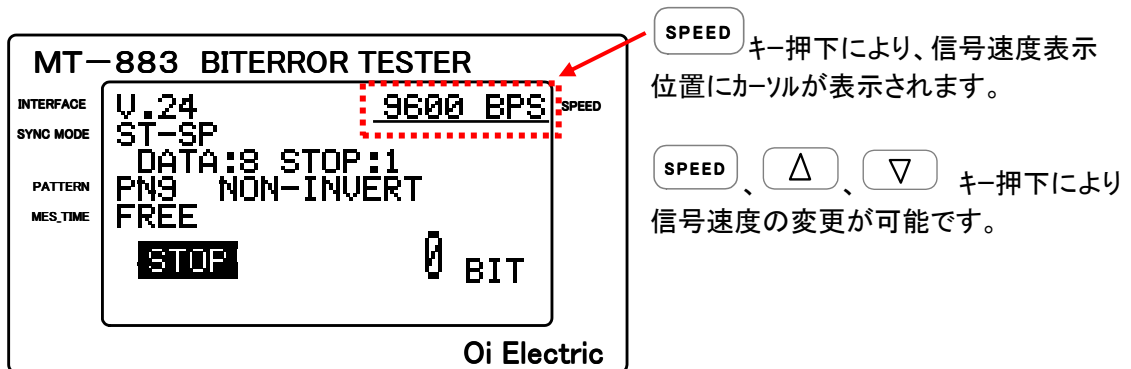 MT-883 BITERROR TESTER
INTERFACE V.24 9600 BPS SPEED
SYNC MODE ST-SP
DATA:8 STOP:1
PATTERN PN9 NON-INVERT
MES_TIME FREE
STOP 0 BIT
Oi Electric
SPEED キー押下により、信号速度表示
位置にカーソルが表示されます。
SPEED、△、▽ キー押下により
信号速度の変更が可能です。